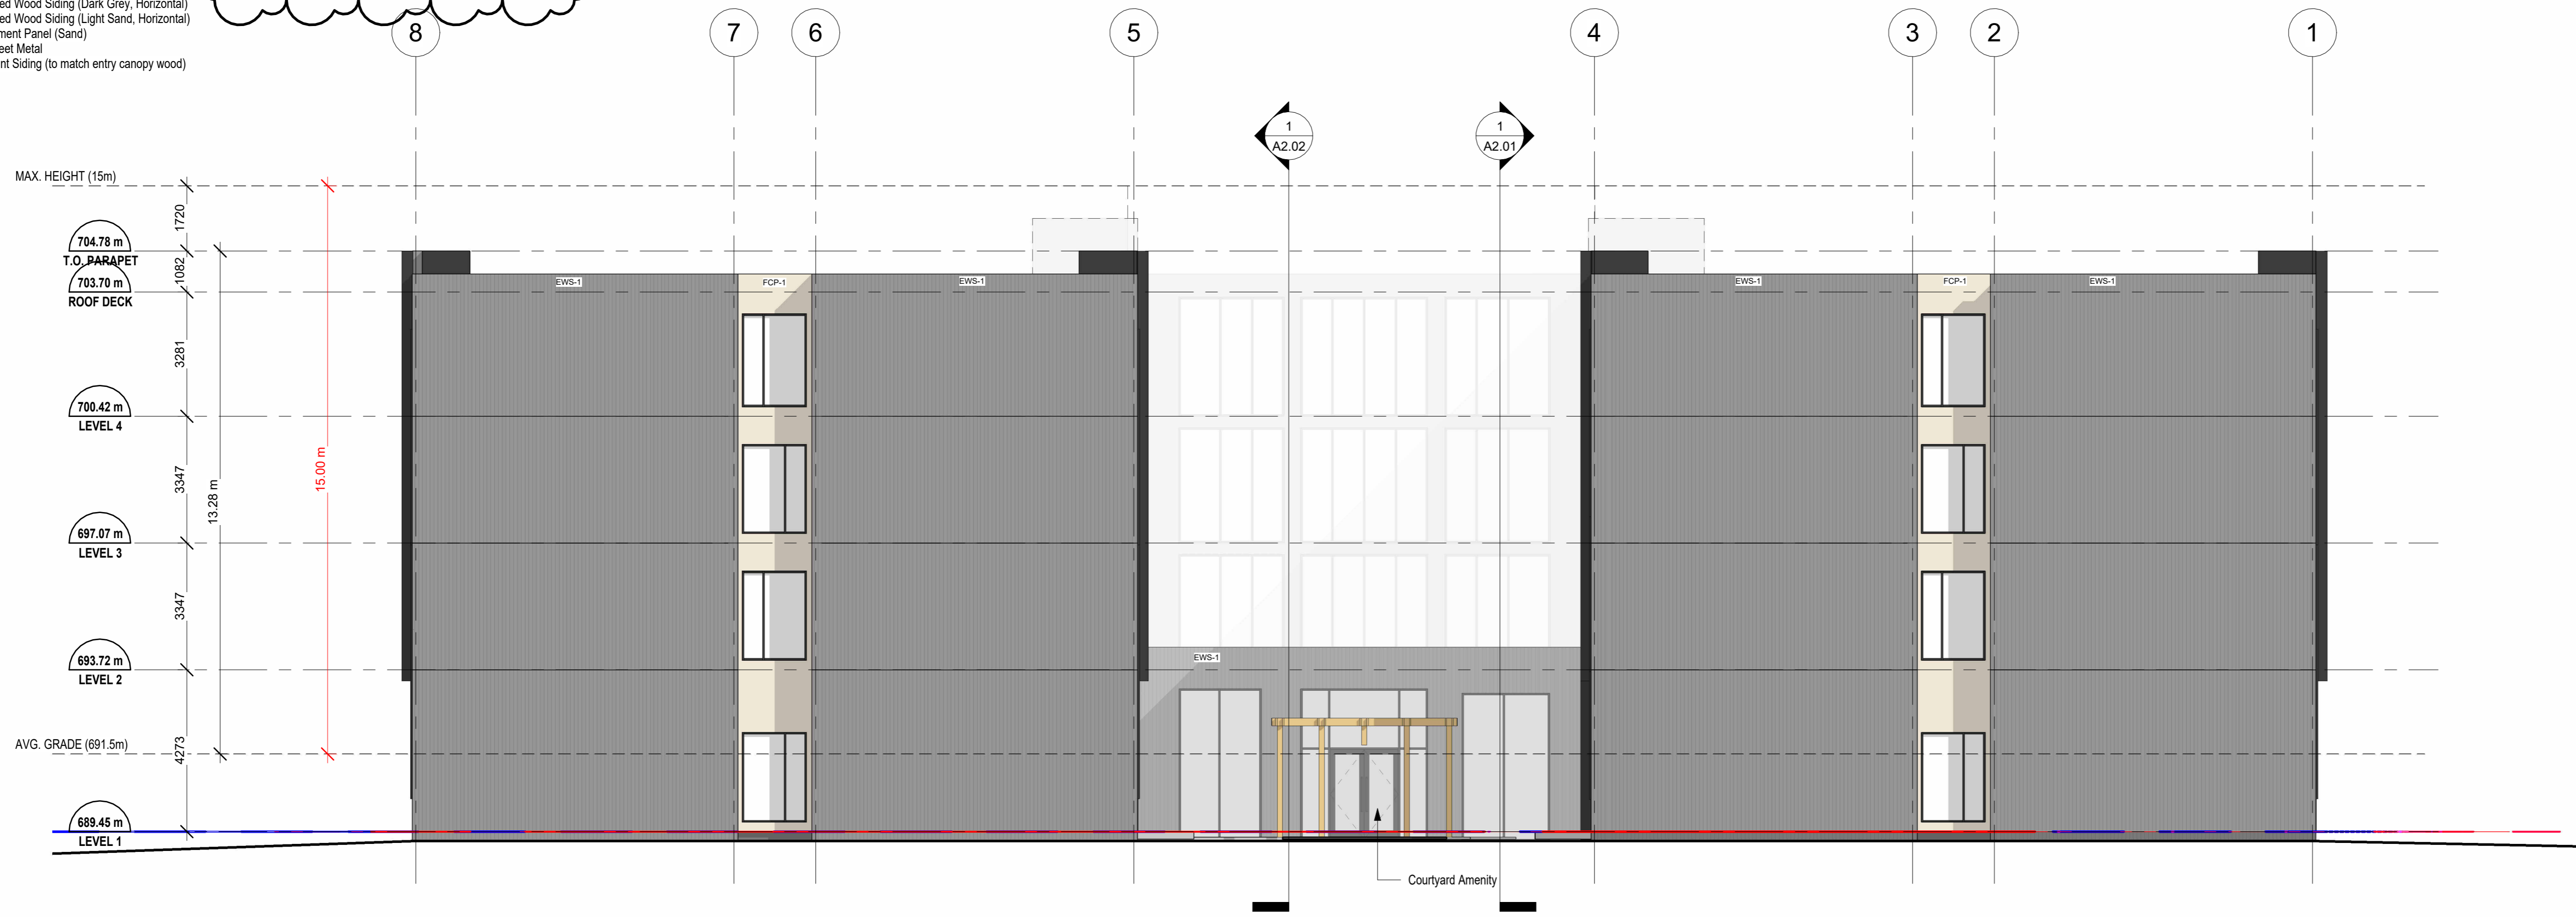 ed Wood Siding (Dark Grey, Horizontal)
ed Wood Siding (Light Sand, Horizontal)
ment Panel (Sand)
eet Metal
nt Siding (to match entry canopy wood)
8
7
6
5
4
3
2
1
1
A2.02
1
A2.01
MAX. HEIGHT (15m)
1720
704.78 m
T.O. PARAPET
1082
703.70 m
ROOF DECK
EWS-1
FCP-1
EWS-1
EWS-1
FCP-1
EWS-1
3281
700.42 m
LEVEL 4
3347
13.28 m
15.00 m
697.07 m
LEVEL 3
3347
693.72 m
LEVEL 2
EWS-1
AVG. GRADE (691.5m)
4273
689.45 m
LEVEL 1
Courtyard Amenity